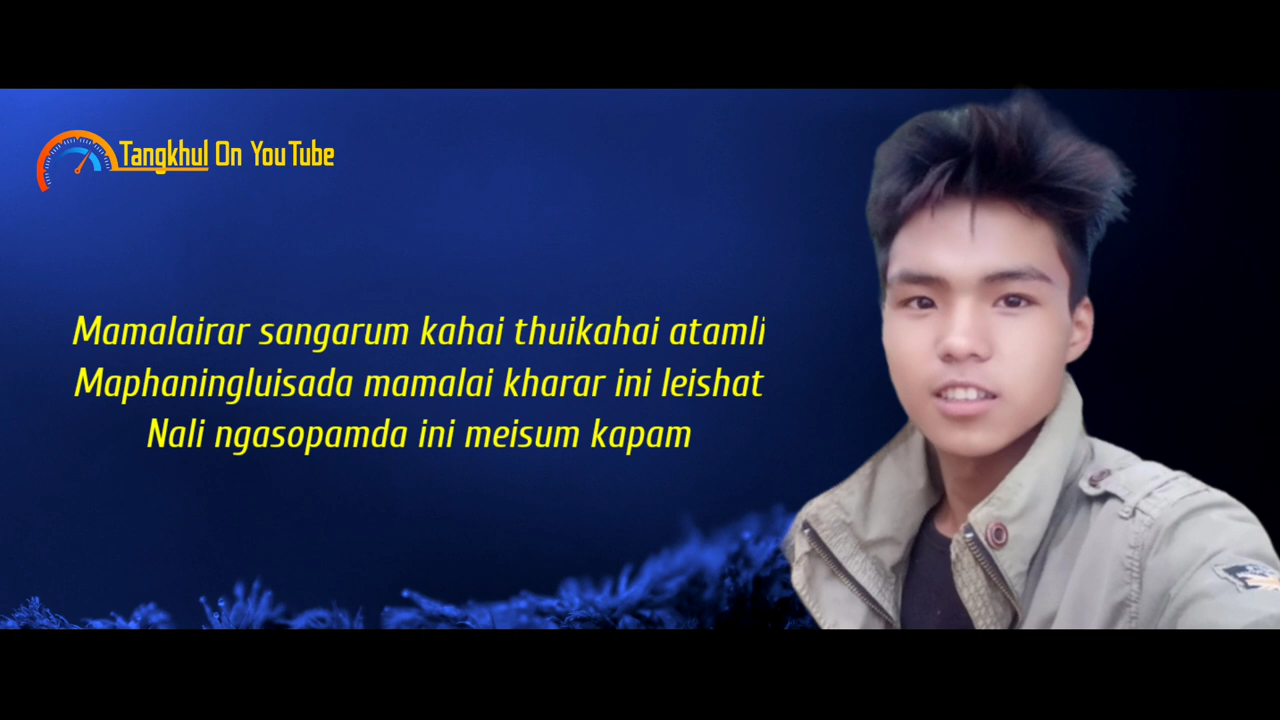 Tangkhul On YouTube
Mamalairar sangarum kahai thuikahai atamli
Maphaningluisada mamalai kharar ini leishat
Nali ngasopamda ini meisum kapam